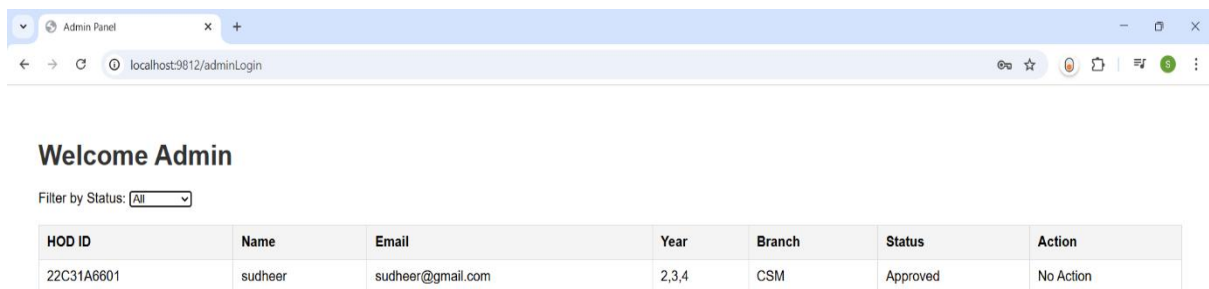 Admin Panel
localhost:9812/adminLogin
S
Welcome Admin
Filter by Status: All
HOD ID Name Email Year Branch Status Action
22C31A6601 sudheer sudheer@gmail.com 2,3,4 CSM Approved No Action